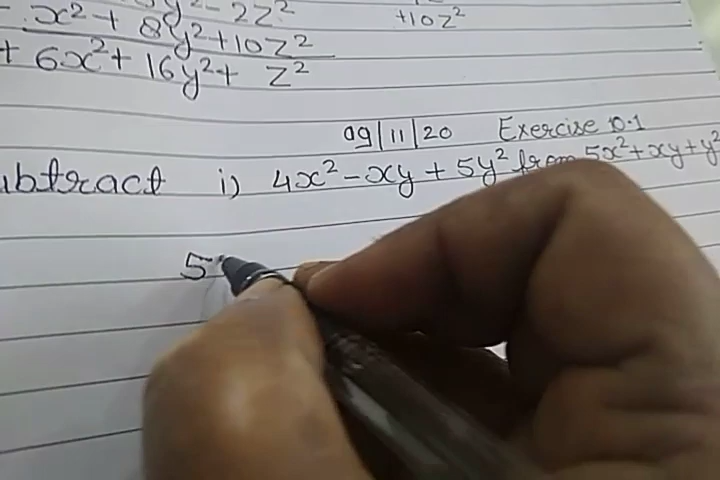 x² + 8y² + 10z² +10z²
+ 6x² + 16y² + z²
09|11|20 Exercise 10.1
ubtract i) 4x² - xy + 5y² from 5x² + xy + y²
5